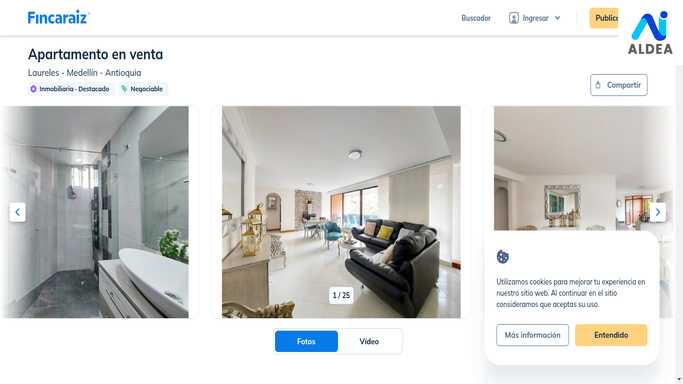 Fincaraiz
Buscador
Ingresar
Public
ALDEA
Apartamento en venta
Laureles - Medellín - Antioquia
Inmobiliaria - Destacado
Negociable
Compartir
1 / 25
Fotos
Vídeo
Utilizamos cookies para mejorar tu experiencia en
nuestro sitio web. Al continuar en el sitio
consideramos que aceptas su uso.
Más información
Entendido